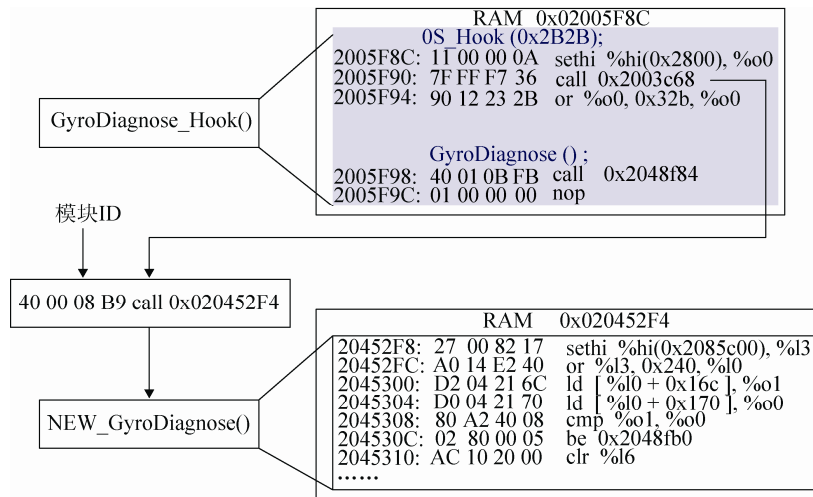 RAM 0x02005F8C
0S_Hook (0x2B2B);
2005F8C: 11 00 00 0A sethi %hi(0x2800), %o0
2005F90: 7F FF F7 36 call 0x2003c68
2005F94: 90 12 23 2B or %o0, 0x32b, %o0
GyroDiagnose_Hook()
GyroDiagnose () ;
2005F98: 40 01 0B FB call 0x2048f84
2005F9C: 01 00 00 00 nop
模块ID
40 00 08 B9 call 0x020452F4
RAM 0x020452F4
20452F8: 27 00 82 17 sethi %hi(0x2085c00), %l3
20452FC: A0 14 E2 40 or %l3, 0x240, %l0
2045300: D2 04 21 6C ld [ %l0 + 0x16c ], %o1
2045304: D0 04 21 70 ld [ %l0 + 0x170 ], %o0
2045308: 80 A2 40 08 cmp %o1, %o0
204530C: 02 80 00 05 be 0x2048fb0
2045310: AC 10 20 00 clr %l6
……
NEW_GyroDiagnose()